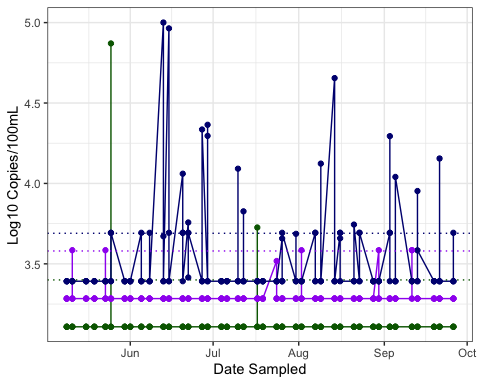 5.0
4.5
4.0
3.5
Log10 Copies/100mL
Jun
Jul
Aug
Sep
Oct
Date Sampled